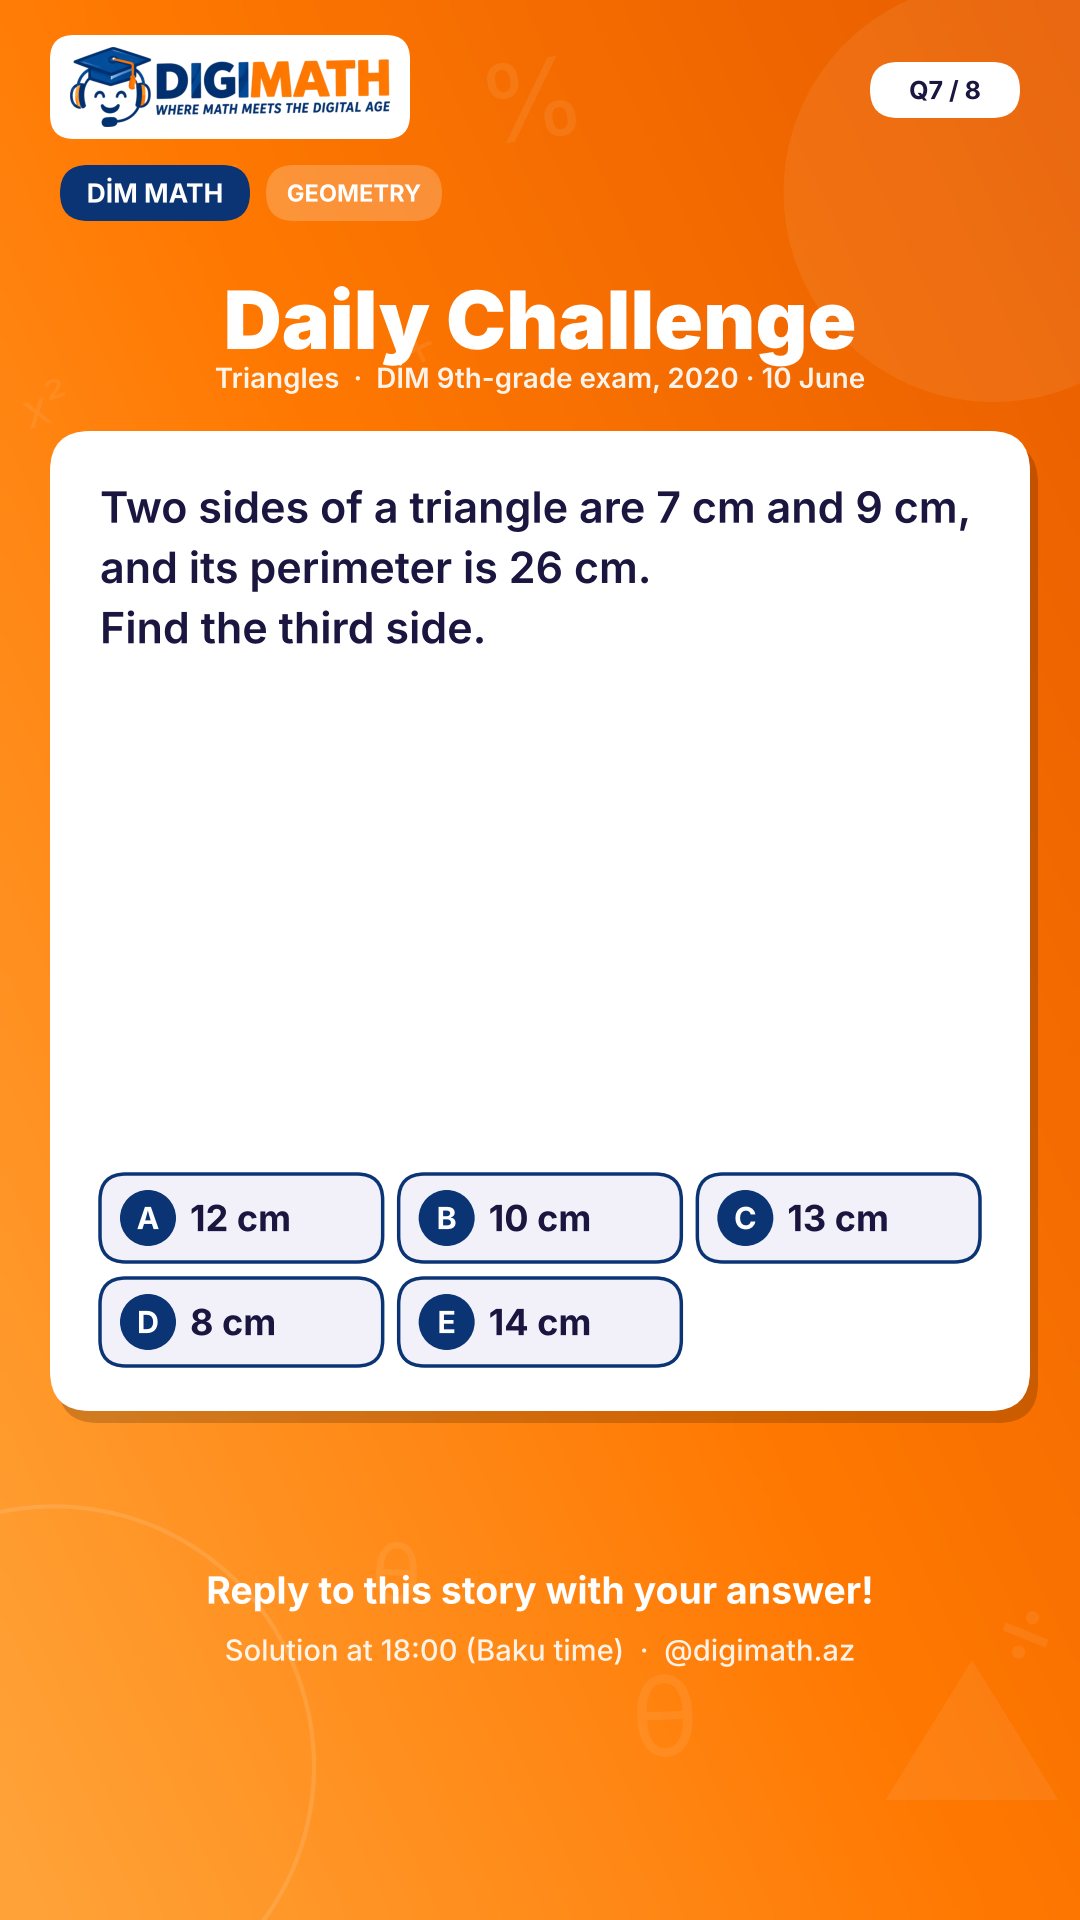 DIGIMATH
WHERE MATH MEETS THE DIGITAL AGE
Q7 / 8
DİM MATH
GEOMETRY
%
Daily Challenge
Triangles · DİM 9th-grade exam, 2020 · 10 June
x²
Two sides of a triangle are 7 cm and 9 cm,
and its perimeter is 26 cm.
Find the third side.
A 12 cm
B 10 cm
C 13 cm
D 8 cm
E 14 cm
θ
Reply to this story with your answer!
÷
Solution at 18:00 (Baku time) · @digimath.az
θ